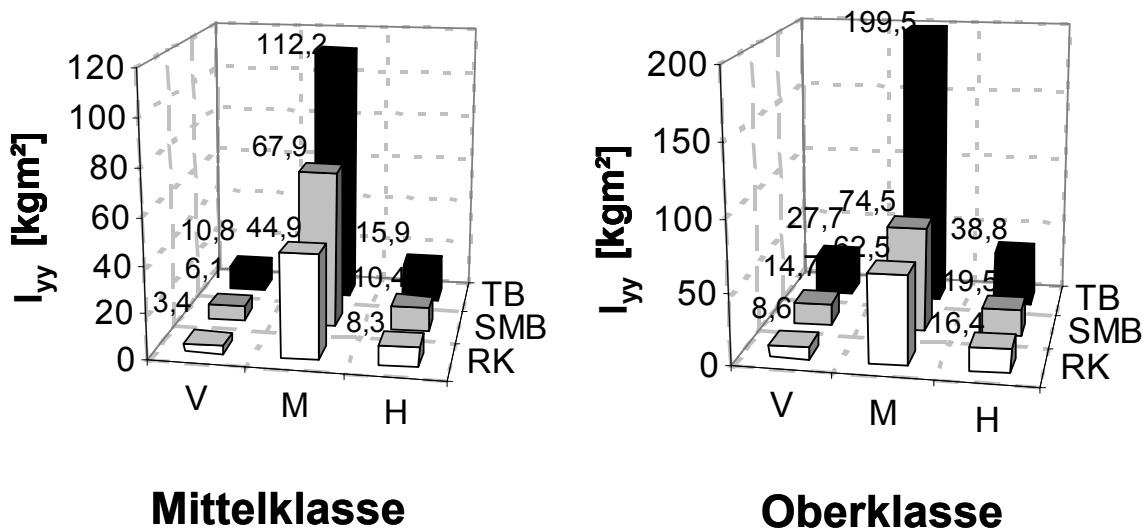 112,2
120
100
67,9
80
60
10,8
44,9
15,9
40
6,1
10,4
20
3,4
8,3
0
TB
SMB
RK
V
M
H
I_yy [kgm²]
Mittelklasse
199,5
200
150
100
74,5
27,7
62,5
38,8
50
14,7
19,5
8,6
16,4
0
TB
SMB
RK
V
M
H
I_yy [kgm²]
Oberklasse